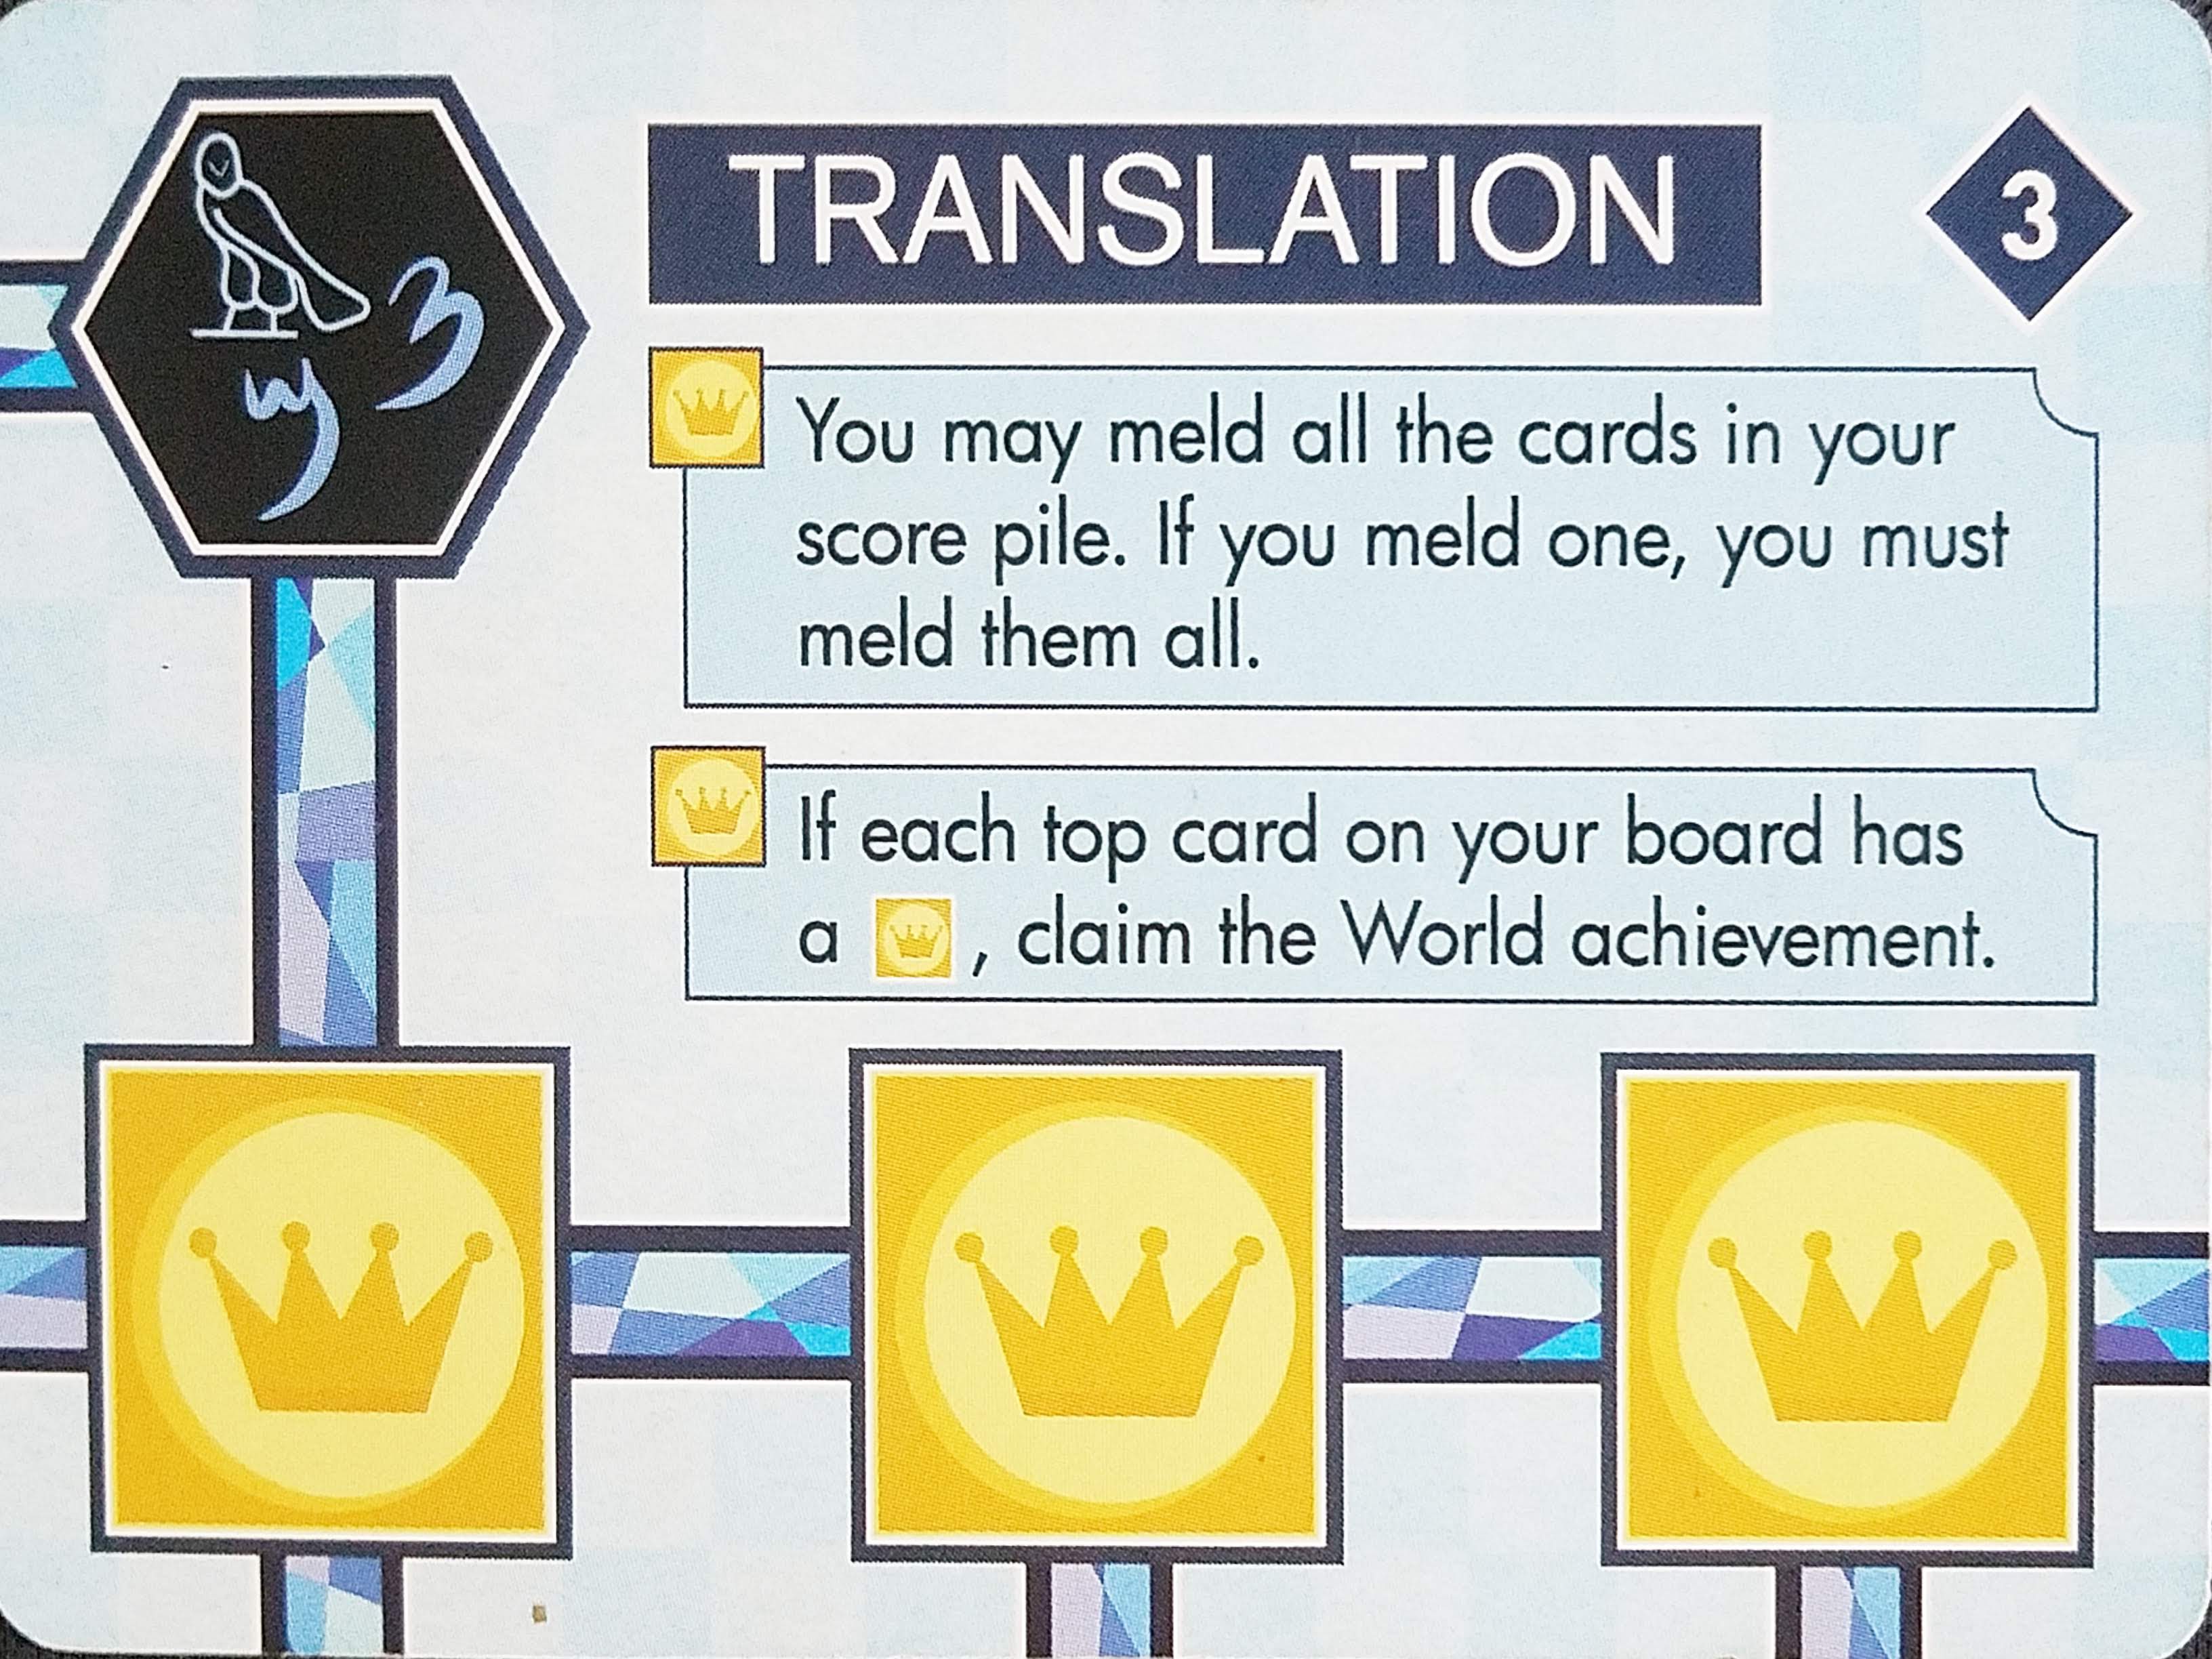 TRANSLATION
3
You may meld all the cards in your
score pile. If you meld one, you must
meld them all.
If each top card on your board has
a , claim the World achievement.